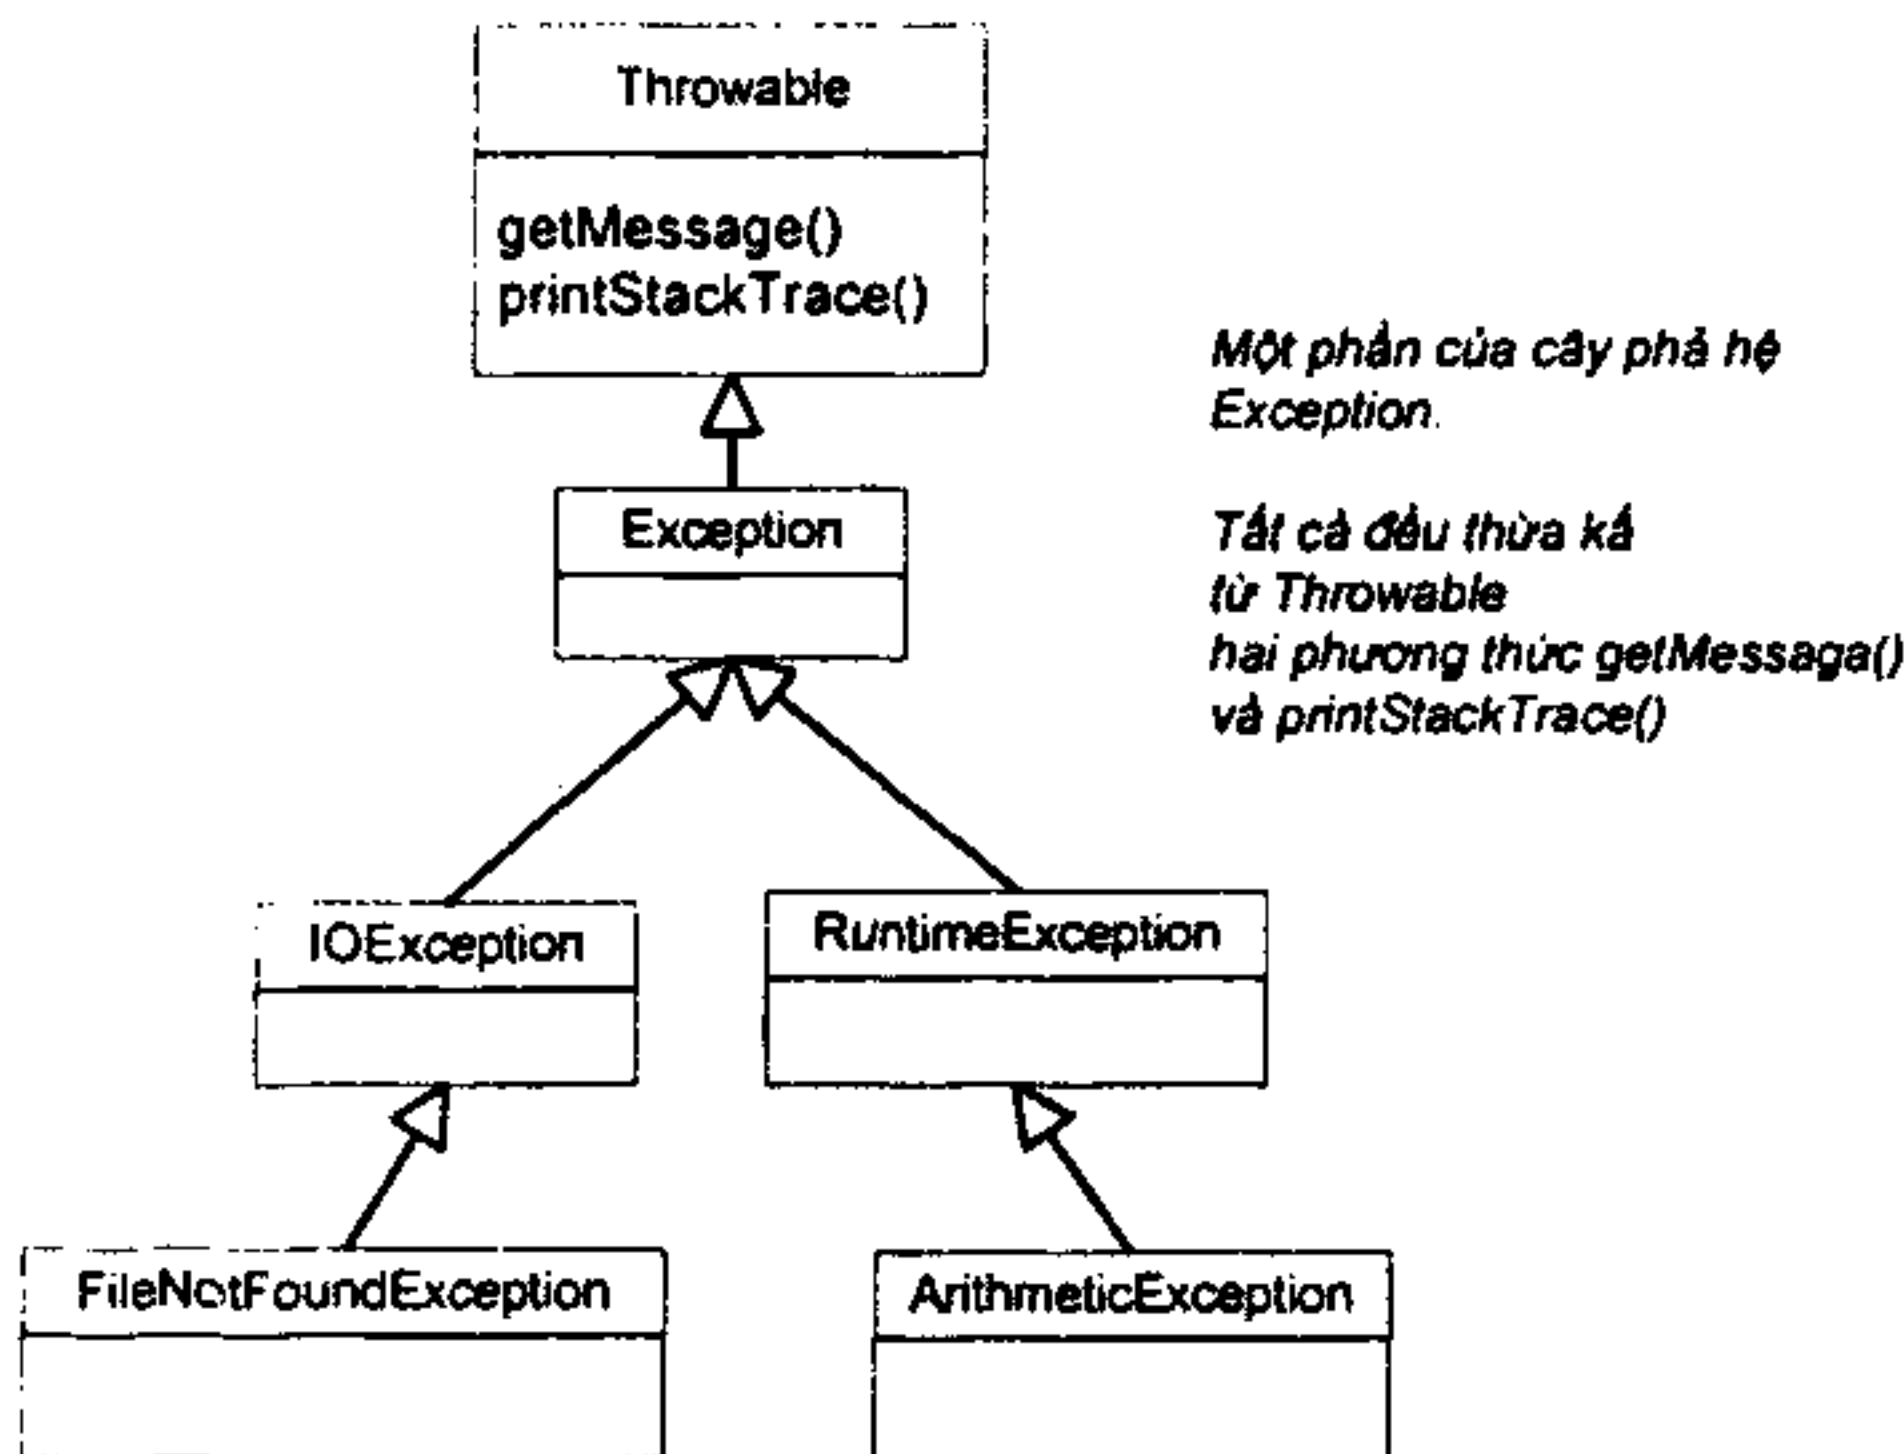 Throwable
getMessage()
printStackTrace()
Một phần của cây phả hệ
Exception.
Tất cả đều thừa kế
từ Throwable
hai phương thức getMessaga()
và printStackTrace()
Exception
IOException
RuntimeException
FileNotFoundException
ArithmeticException